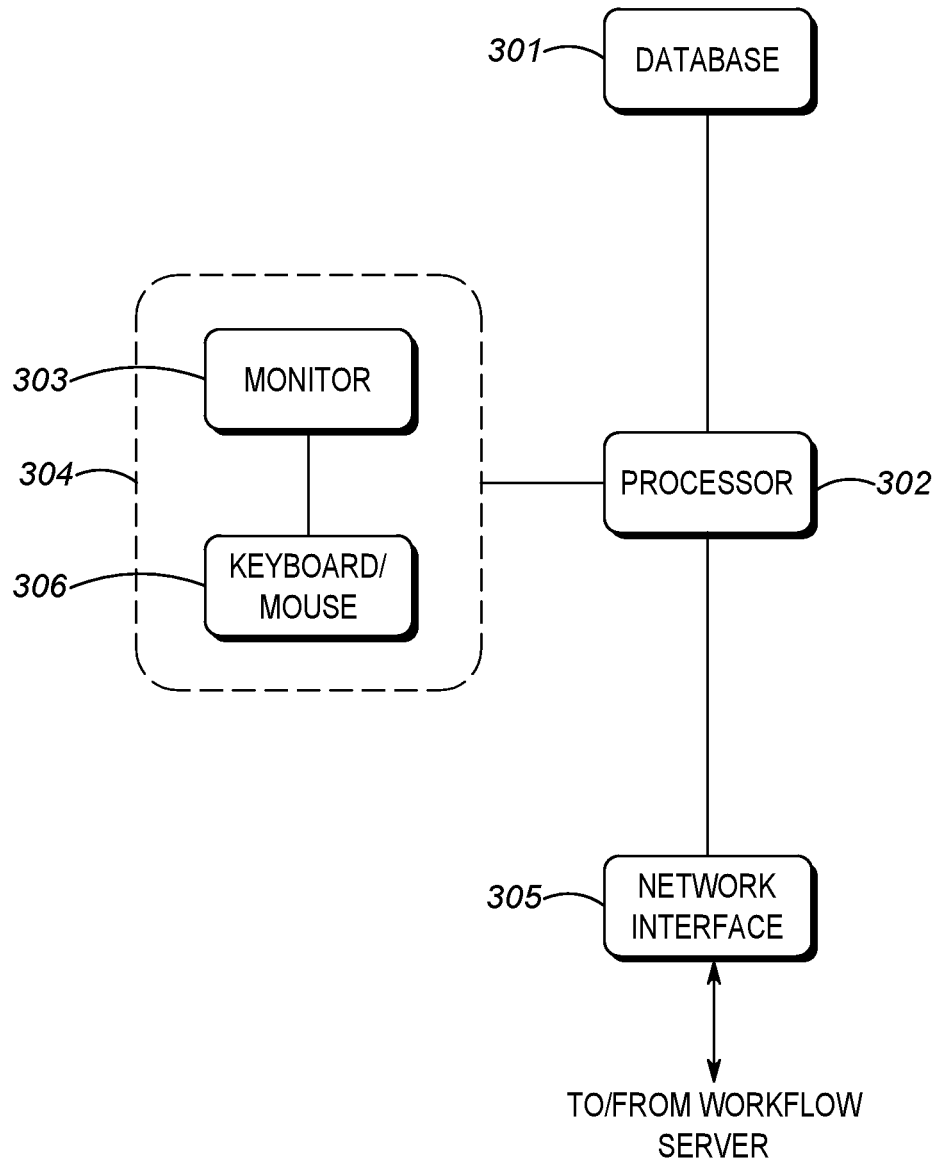 301
DATABASE
303
MONITOR
304
PROCESSOR
302
306
KEYBOARD/
MOUSE
305
NETWORK
INTERFACE
TO/FROM WORKFLOW
SERVER